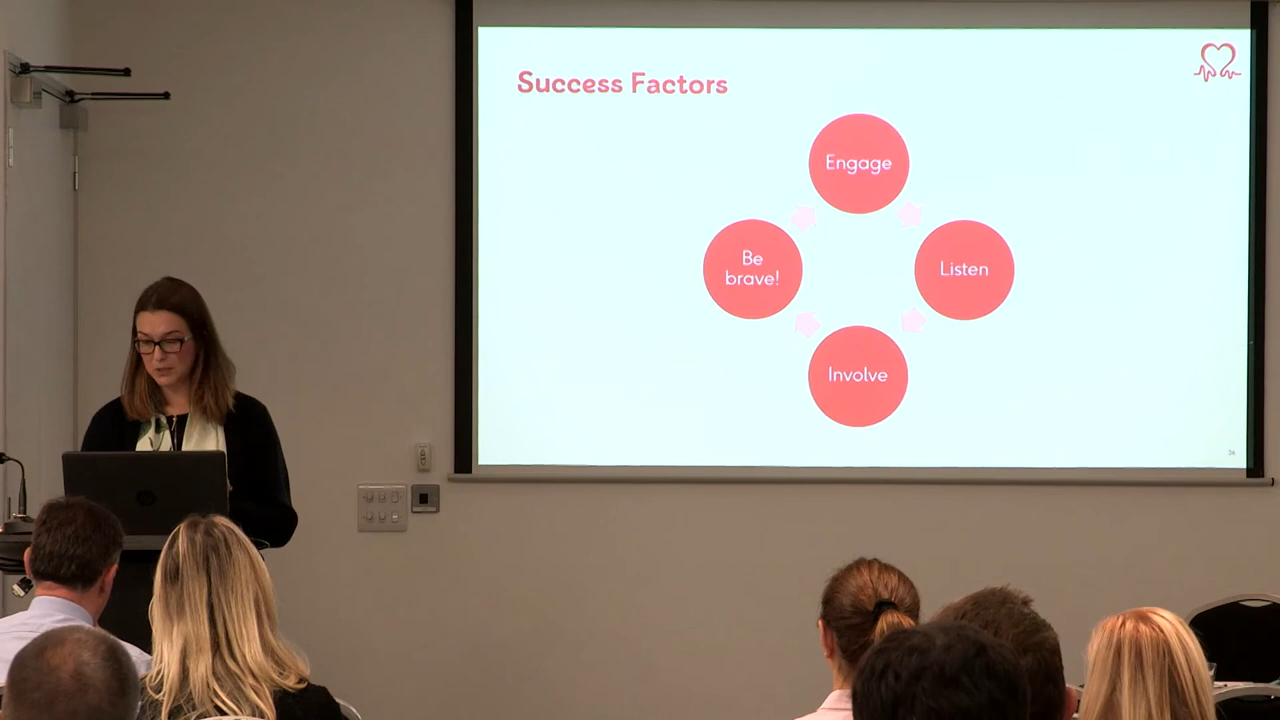 Success Factors
Engage
Be
brave!
Listen
Involve